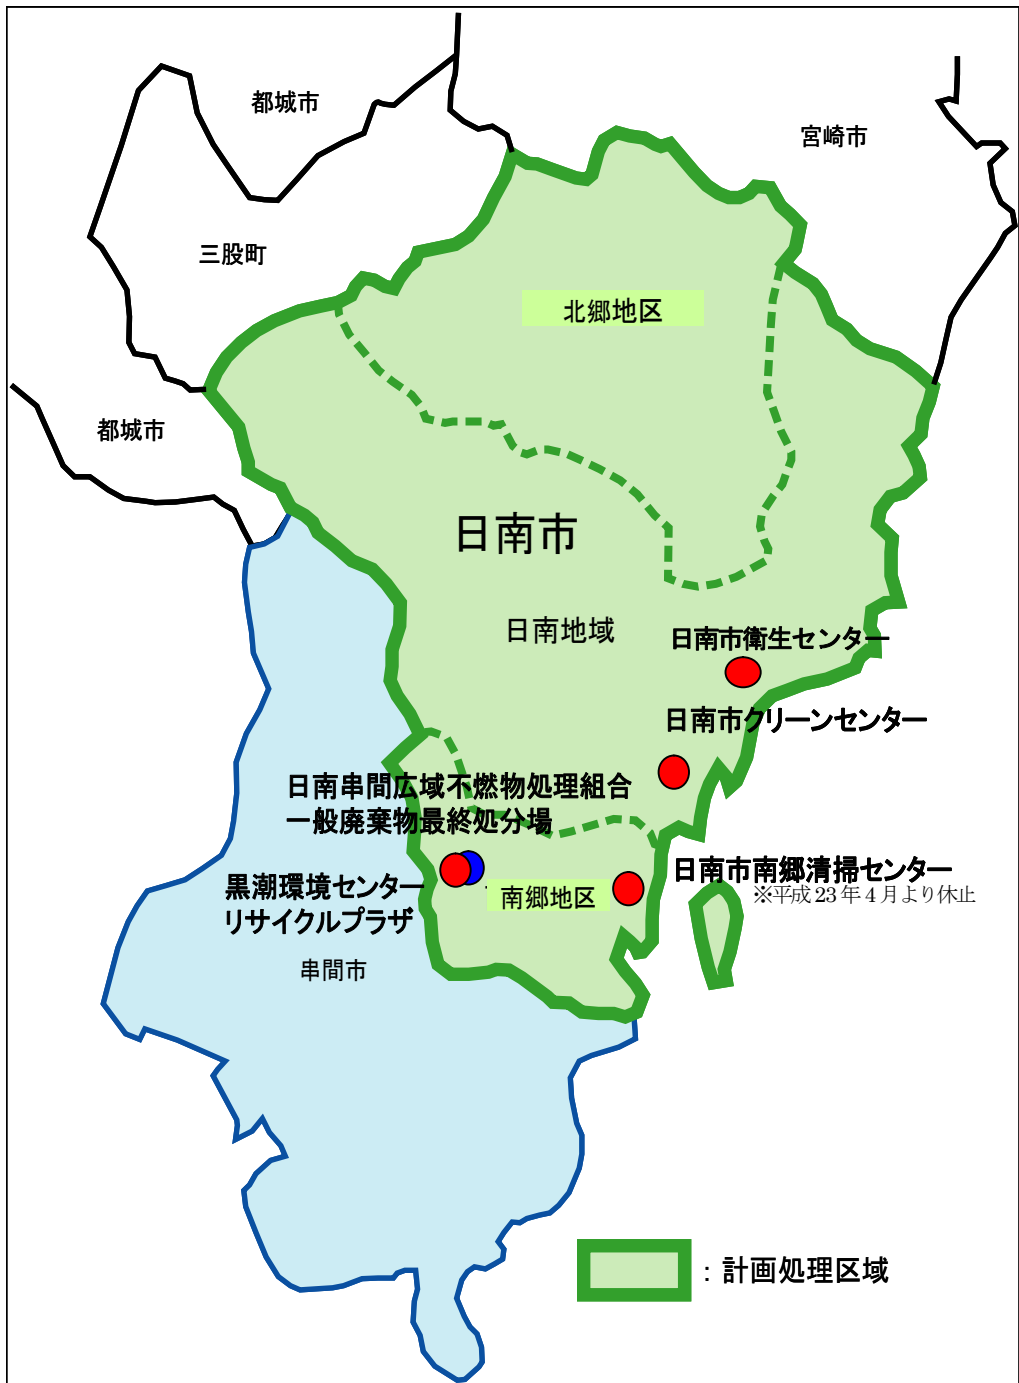 都城市
宮崎市
三股町
北郷地区
都城市
日南市
日南地域
日南市衛生センター
日南市クリーンセンター
日南串間広域不燃物処理組合
一般廃棄物最終処分場
日南市南郷清掃センター
※平成23年4月より休止
黒潮環境センター
リサイクルプラザ
南郷地区
串間市
：計画処理区域